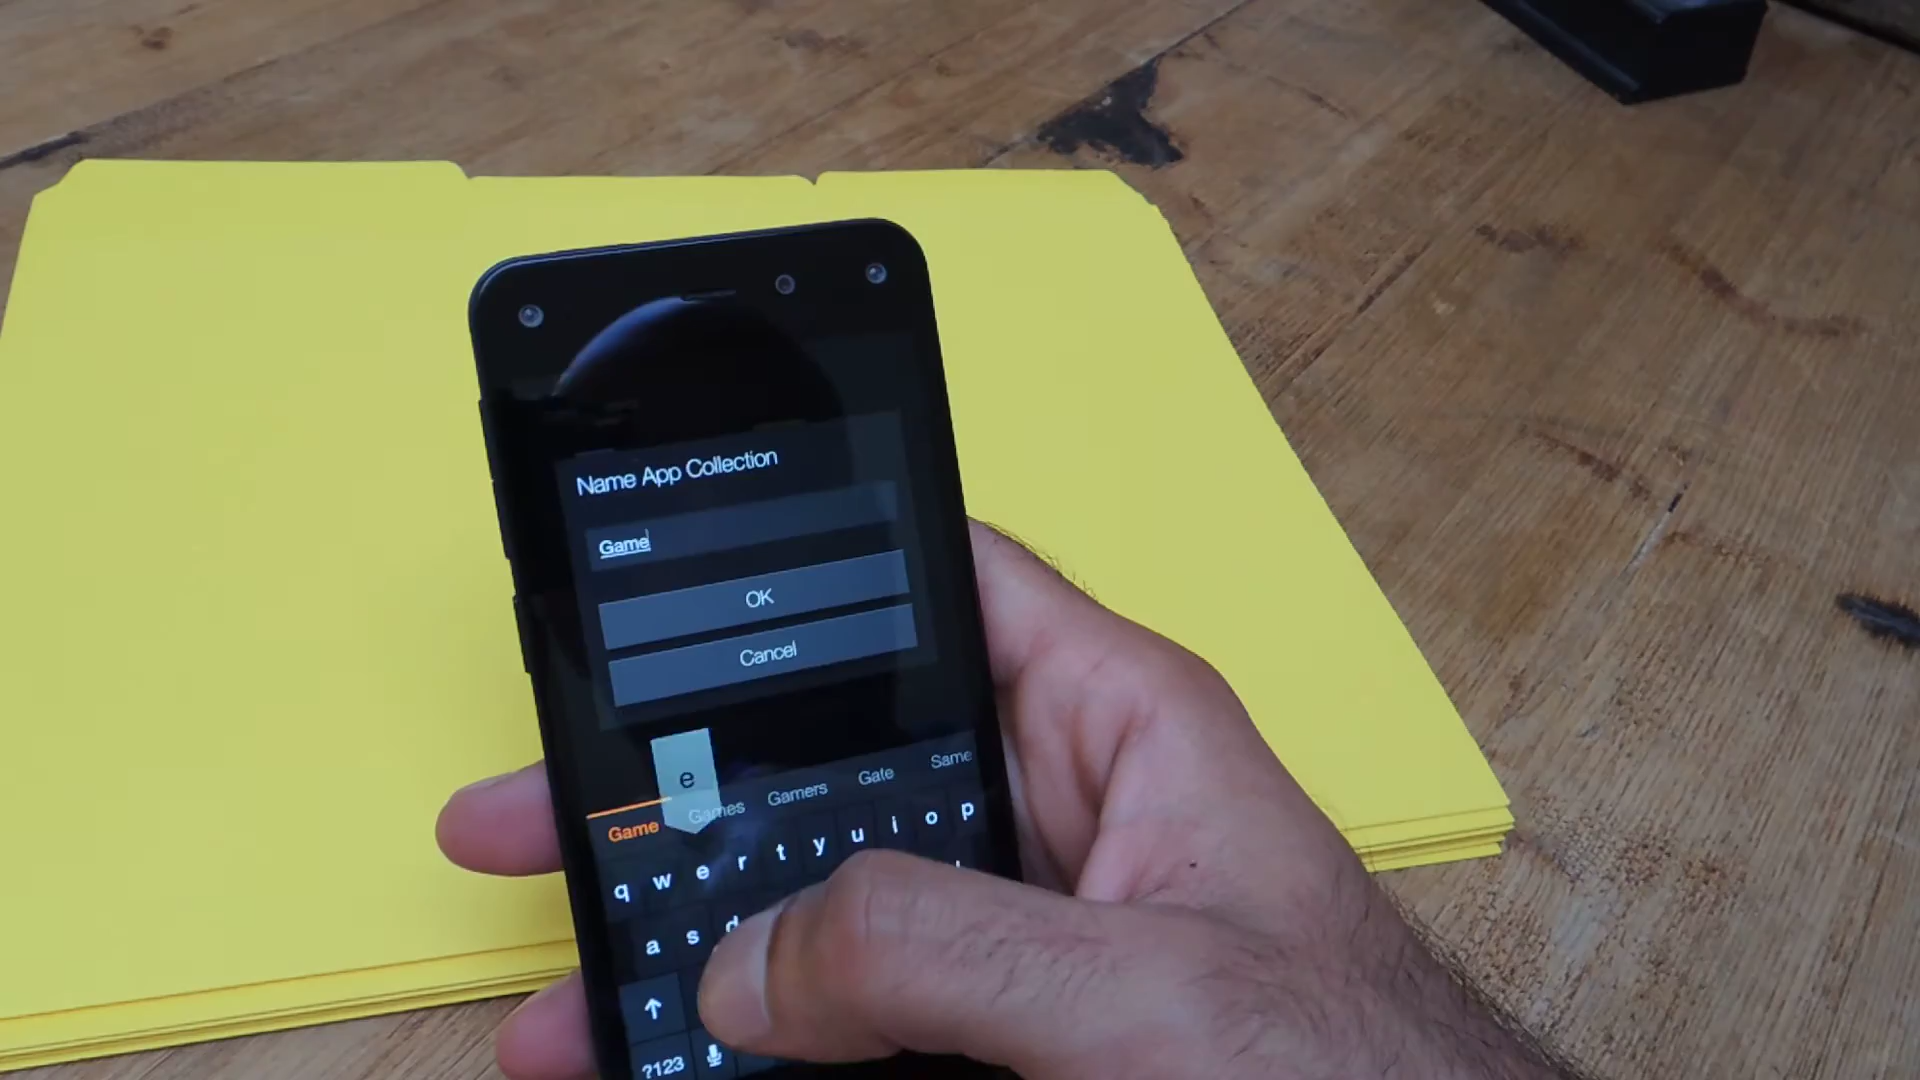 Name App Collection
Game
OK
Cancel
e
Game Games Gamers Gate Same
q w e r t y u i o p
a s d
?123